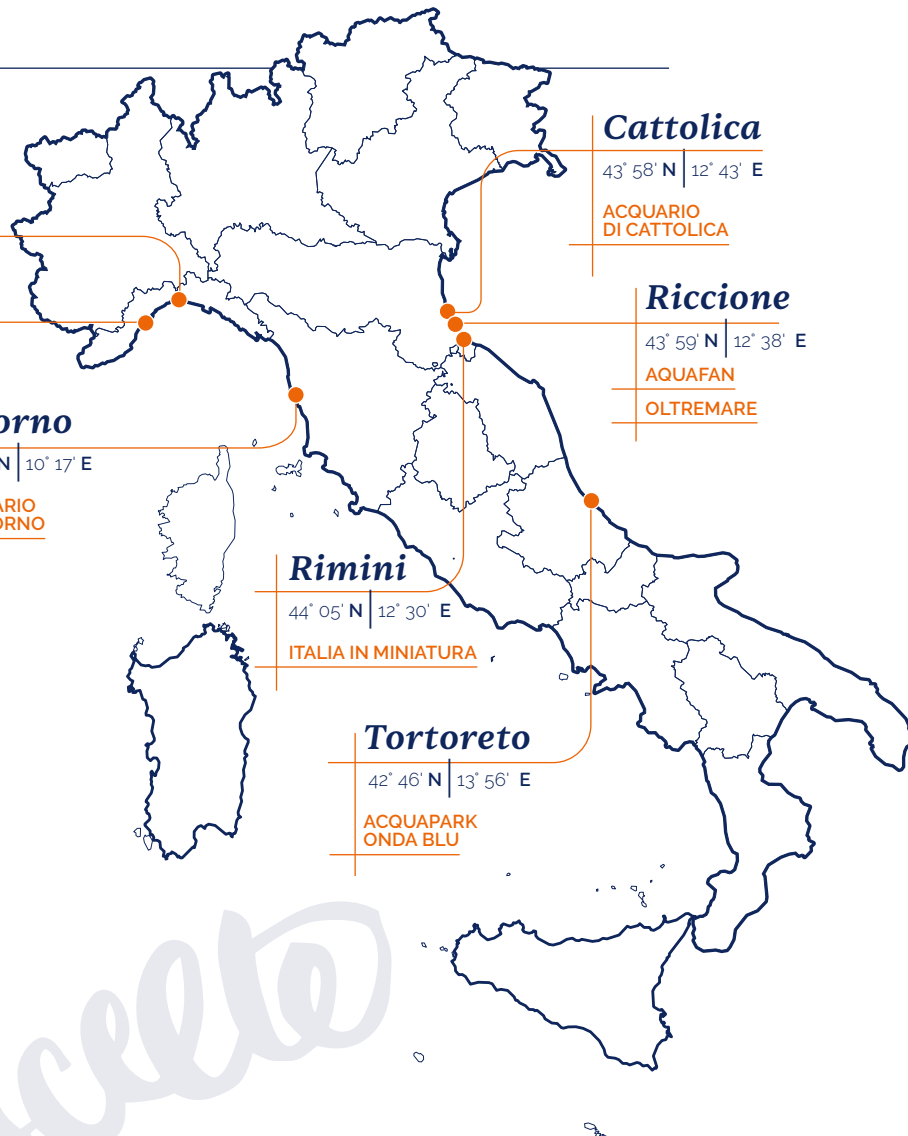 Cattolica
43° 58' N | 12° 43' E
ACQUARIO
DI CATTOLICA
Riccione
43° 59' N | 12° 38' E
AQUAFAN
OLTREMARE
orno
N | 10° 17' E
ARIO
ORNO
Rimini
44° 05' N | 12° 30' E
ITALIA IN MINIATURA
Tortoreto
42° 46' N | 13° 56' E
ACQUAPARK
ONDA BLU